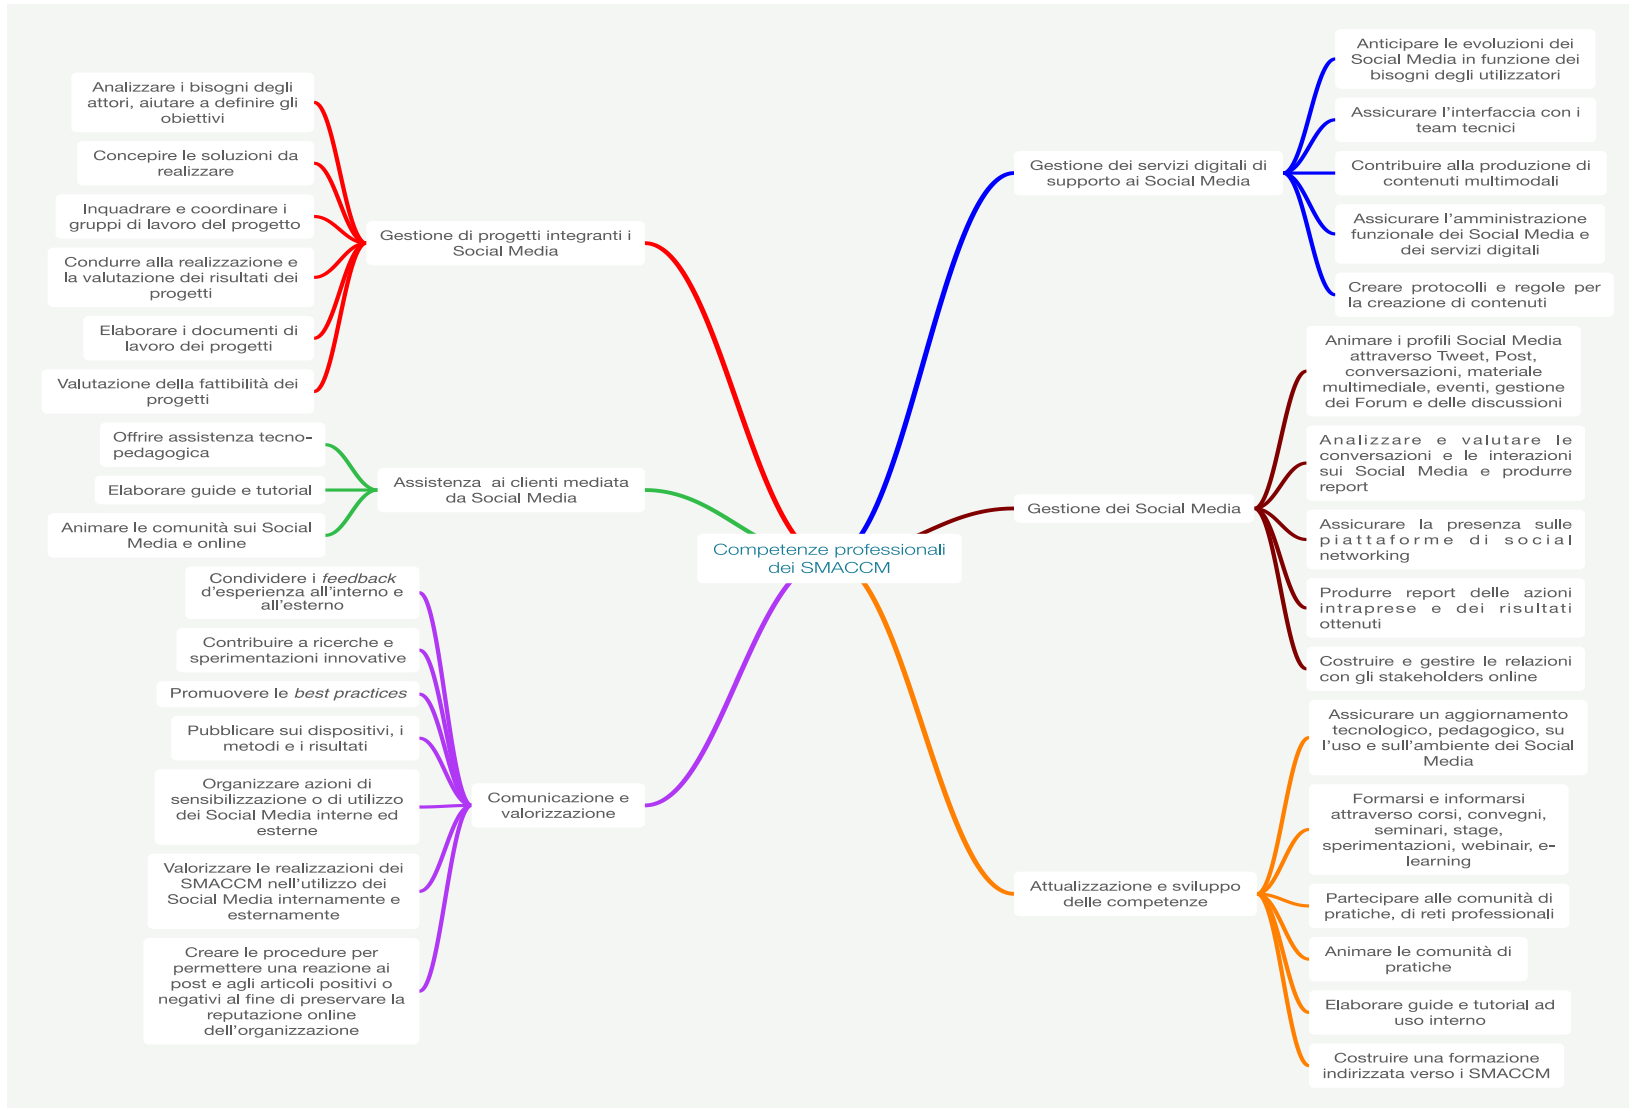 Competenze professionali
dei SMACCM
Gestione di progetti integranti i
Social Media
Analizzare i bisogni degli
attori, aiutare a definire gli
obiettivi
Concepire le soluzioni da
realizzare
Inquadrare e coordinare i
gruppi di lavoro del progetto
Condurre alla realizzazione e
la valutazione dei risultati dei
progetti
Elaborare i documenti di
lavoro dei progetti
Valutazione della fattibilità dei
progetti
Assistenza ai clienti mediata
da Social Media
Offrire assistenza tecno-
pedagogica
Elaborare guide e tutorial
Animare le comunità sui Social
Media e online
Comunicazione e
valorizzazione
Condividere i feedback
d'esperienza all'interno e
all'esterno
Contribuire a ricerche e
sperimentazioni innovative
Promuovere le best practices
Pubblicare sui dispositivi, i
metodi e i risultati
Organizzare azioni di
sensibilizzazione o di utilizzo
dei Social Media interne ed
esterne
Valorizzare le realizzazioni dei
SMACCM nell'utilizzo dei
Social Media internamente e
esternamente
Creare le procedure per
permettere una reazione ai
post e agli articoli positivi o
negativi al fine di preservare la
reputazione online
dell'organizzazione
Gestione dei servizi digitali di
supporto ai Social Media
Anticipare le evoluzioni dei
Social Media in funzione dei
bisogni degli utilizzatori
Assicurare l'interfaccia con i
team tecnici
Contribuire alla produzione di
contenuti multimodali
Assicurare l'amministrazione
funzionale dei Social Media e
dei servizi digitali
Creare protocolli e regole per
la creazione di contenuti
Gestione dei Social Media
Animare i profili Social Media
attraverso Tweet, Post,
conversazioni, materiale
multimediale, eventi, gestione
dei Forum e delle discussioni
Analizzare e valutare le
conversazioni e le interazioni
sui Social Media e produrre
report
Assicurare la presenza sulle
piattaforme di social
networking
Produrre report delle azioni
intraprese e dei risultati
ottenuti
Costruire e gestire le relazioni
con gli stakeholders online
Attualizzazione e sviluppo
delle competenze
Assicurare un aggiornamento
tecnologico, pedagogico, su
l'uso e sull'ambiente dei Social
Media
Formarsi e informarsi
attraverso corsi, convegni,
seminari, stage,
sperimentazioni, webinair, e-
learning
Partecipare alle comunità di
pratiche, di reti professionali
Animare le comunità di
pratiche
Elaborare guide e tutorial ad
uso interno
Costruire una formazione
indirizzata verso i SMACCM